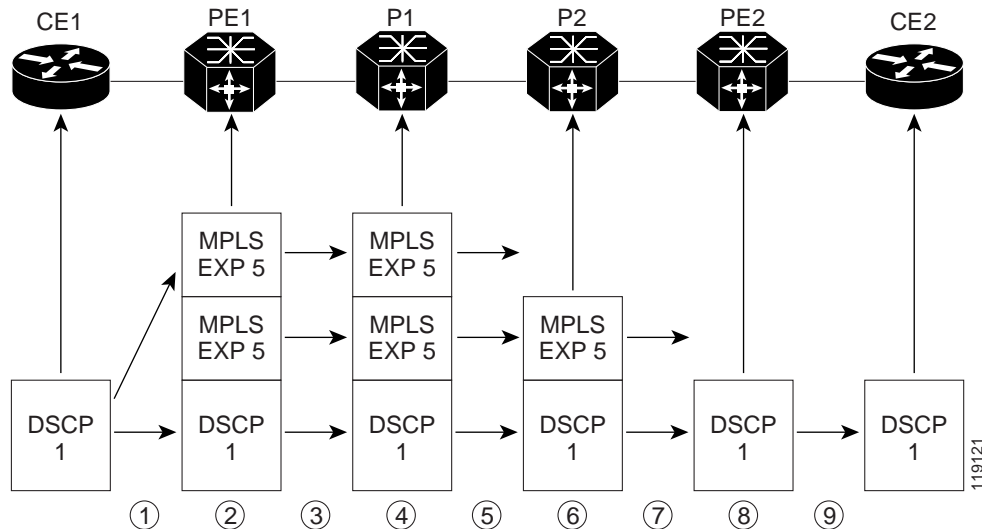 CE1
PE1
P1
P2
PE2
CE2
MPLS
EXP 5
MPLS
EXP 5
MPLS
EXP 5
MPLS
EXP 5
MPLS
EXP 5
DSCP
1
DSCP
1
DSCP
1
DSCP
1
DSCP
1
DSCP
1
119121
1
2
3
4
5
6
7
8
9